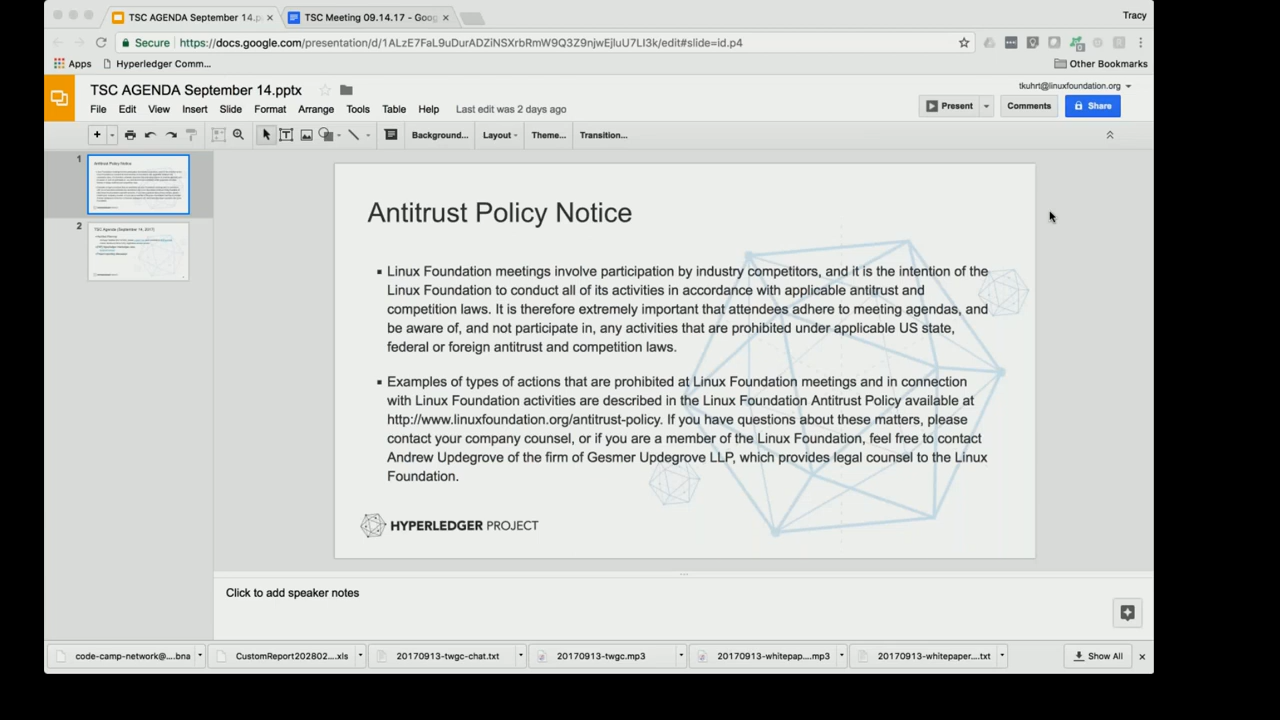 TSC AGENDA September 14.p
TSC Meeting 09.14.17 - Goog
Tracy
Secure https://docs.google.com/presentation/d/1ALzE7FaL9uDurADZiNSXrbRmW9Q3Z9njwEjluU7LI3k/edit#slide=id.p4
Apps Hyperledger Comm... Other Bookmarks
TSC AGENDA September 14.pptx
tkuhrt@linuxfoundation.org
File Edit View Insert Slide Format Arrange Tools Table Help Last edit was 2 days ago
Present Comments Share
Background... Layout Theme... Transition...
1
2
Antitrust Policy Notice
Linux Foundation meetings involve participation by industry competitors, and it is the intention of the
Linux Foundation to conduct all of its activities in accordance with applicable antitrust and
competition laws. It is therefore extremely important that attendees adhere to meeting agendas, and
be aware of, and not participate in, any activities that are prohibited under applicable US state,
federal or foreign antitrust and competition laws.
Examples of types of actions that are prohibited at Linux Foundation meetings and in connection
with Linux Foundation activities are described in the Linux Foundation Antitrust Policy available at
http://www.linuxfoundation.org/antitrust-policy. If you have questions about these matters, please
contact your company counsel, or if you are a member of the Linux Foundation, feel free to contact
Andrew Updegrove of the firm of Gesmer Updegrove LLP, which provides legal counsel to the Linux
Foundation.
HYPERLEDGER PROJECT
Click to add speaker notes
code-camp-network@....bna
CustomReport202802....xls
20170913-twgc-chat.txt
20170913-twgc.mp3
20170913-whitepap....mp3
20170913-whitepaper....txt
Show All